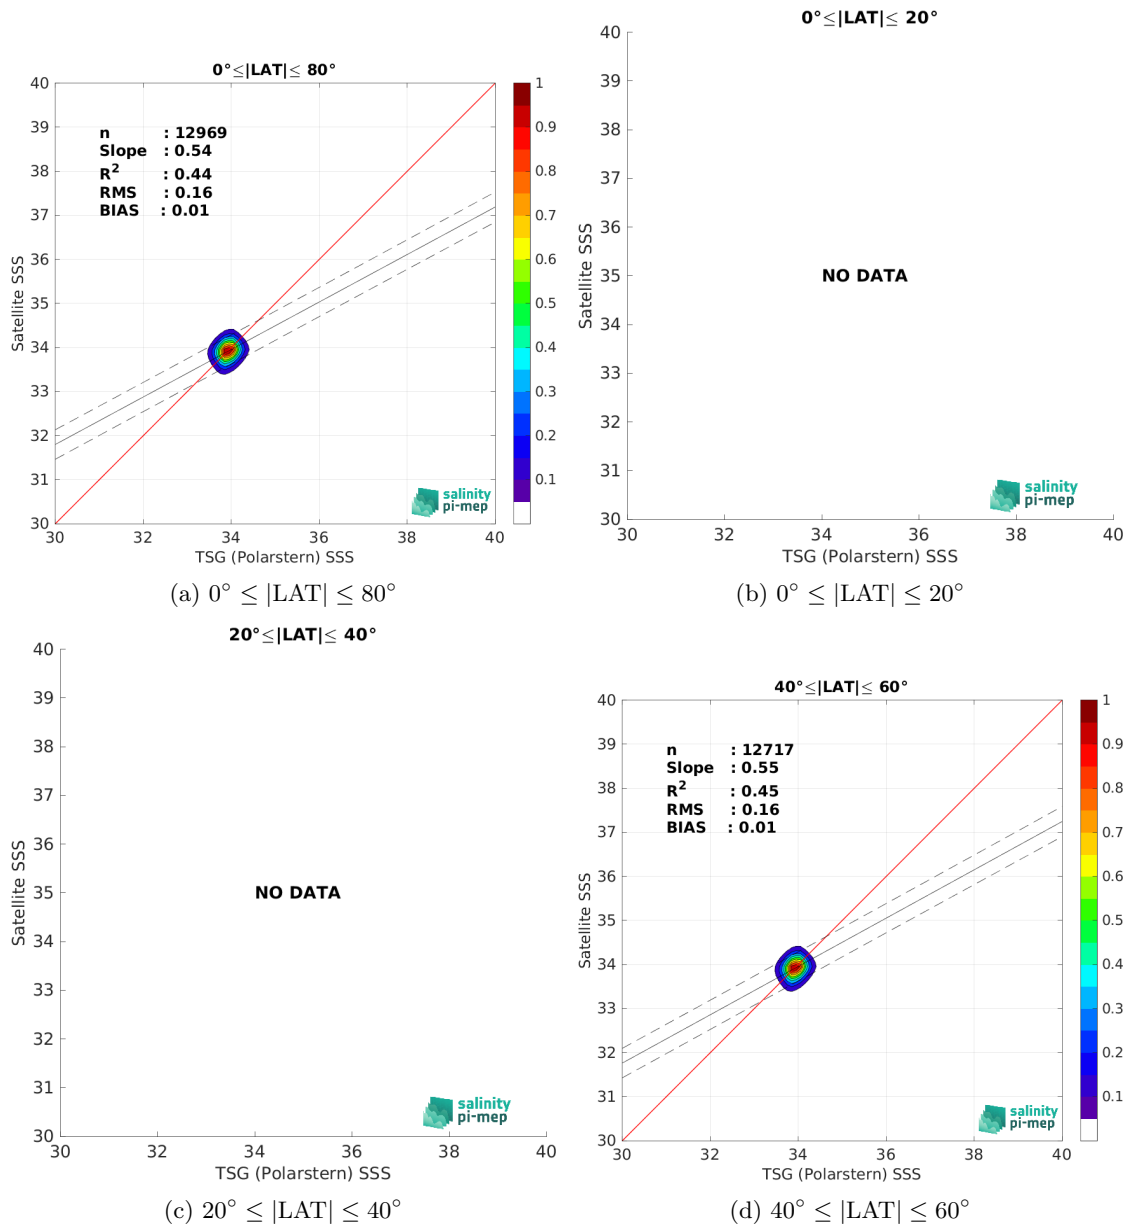 0°≤|LAT|≤ 80°
40
39
38
37
36
35
34
33
32
31
30
Satellite SSS
n : 12969
Slope : 0.54
R² : 0.44
RMS : 0.16
BIAS : 0.01
salinity
pi-mep
30 32 34 36 38 40
TSG (Polarstern) SSS
1
0.9
0.8
0.7
0.6
0.5
0.4
0.3
0.2
0.1
(a) 0° ≤ |LAT| ≤ 80°
0°≤|LAT|≤ 20°
40
39
38
37
36
35
34
33
32
31
30
Satellite SSS
NO DATA
salinity
pi-mep
30 32 34 36 38 40
TSG (Polarstern) SSS
(b) 0° ≤ |LAT| ≤ 20°
20°≤|LAT|≤ 40°
40
39
38
37
36
35
34
33
32
31
30
Satellite SSS
NO DATA
salinity
pi-mep
30 32 34 36 38 40
TSG (Polarstern) SSS
(c) 20° ≤ |LAT| ≤ 40°
40°≤|LAT|≤ 60°
40
39
38
37
36
35
34
33
32
31
30
Satellite SSS
n : 12717
Slope : 0.55
R² : 0.45
RMS : 0.16
BIAS : 0.01
salinity
pi-mep
30 32 34 36 38 40
TSG (Polarstern) SSS
1
0.9
0.8
0.7
0.6
0.5
0.4
0.3
0.2
0.1
(d) 40° ≤ |LAT| ≤ 60°